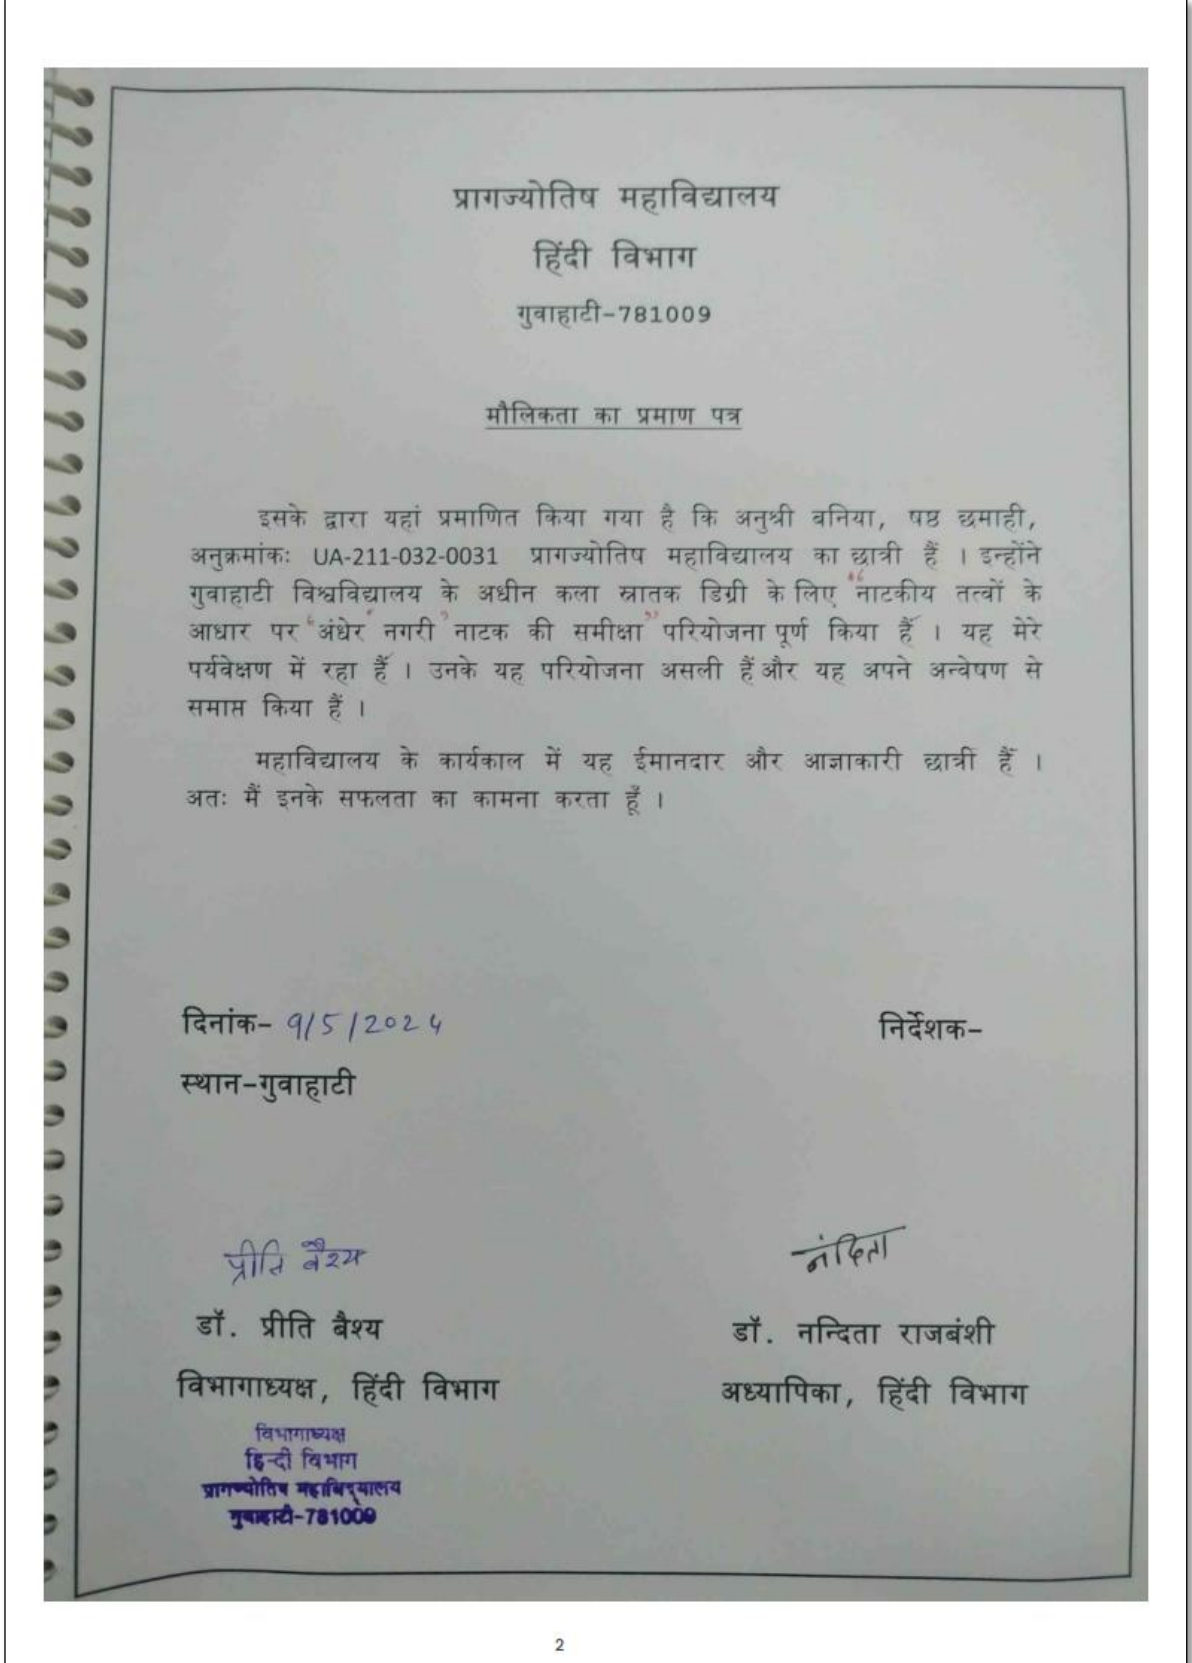 प्रागज्योतिष महाविद्यालय
हिंदी विभाग
गुवाहाटी-781009
मौलिकता का प्रमाण पत्र
इसके द्वारा यहां प्रमाणित किया गया है कि अनुश्री बनिया, षष्ठ छमाही,
अनुक्रमांकः UA-211-032-0031 प्रागज्योतिष महाविद्यालय का छात्री हैं । इन्होंने
गुवाहाटी विश्वविद्यालय के अधीन कला स्नातक डिग्री के लिए "नाटकीय तत्वों के
आधार पर "अंधेर" नगरी' नाटक की समीक्षा" परियोजना पूर्ण किया हैं । यह मेरे
पर्यवेक्षण में रहा हैं । उनके यह परियोजना असली हैं और यह अपने अन्वेषण से
समाप्त किया हैं ।
महाविद्यालय के कार्यकाल में यह ईमानदार और आज्ञाकारी छात्री हैं ।
अतः मैं इनके सफलता का कामना करता हूँ ।
दिनांक- 9/5/2024 निर्देशक-
स्थान-गुवाहाटी
प्रीति बैश्य नंदिता
डॉ. प्रीति बैश्य डॉ. नन्दिता राजबंशी
विभागाध्यक्ष, हिंदी विभाग अध्यापिका, हिंदी विभाग
विभागाध्यक्ष
हिन्दी विभाग
प्रागज्योतिष महाविद्यालय
गुवाहाटी-781009
2